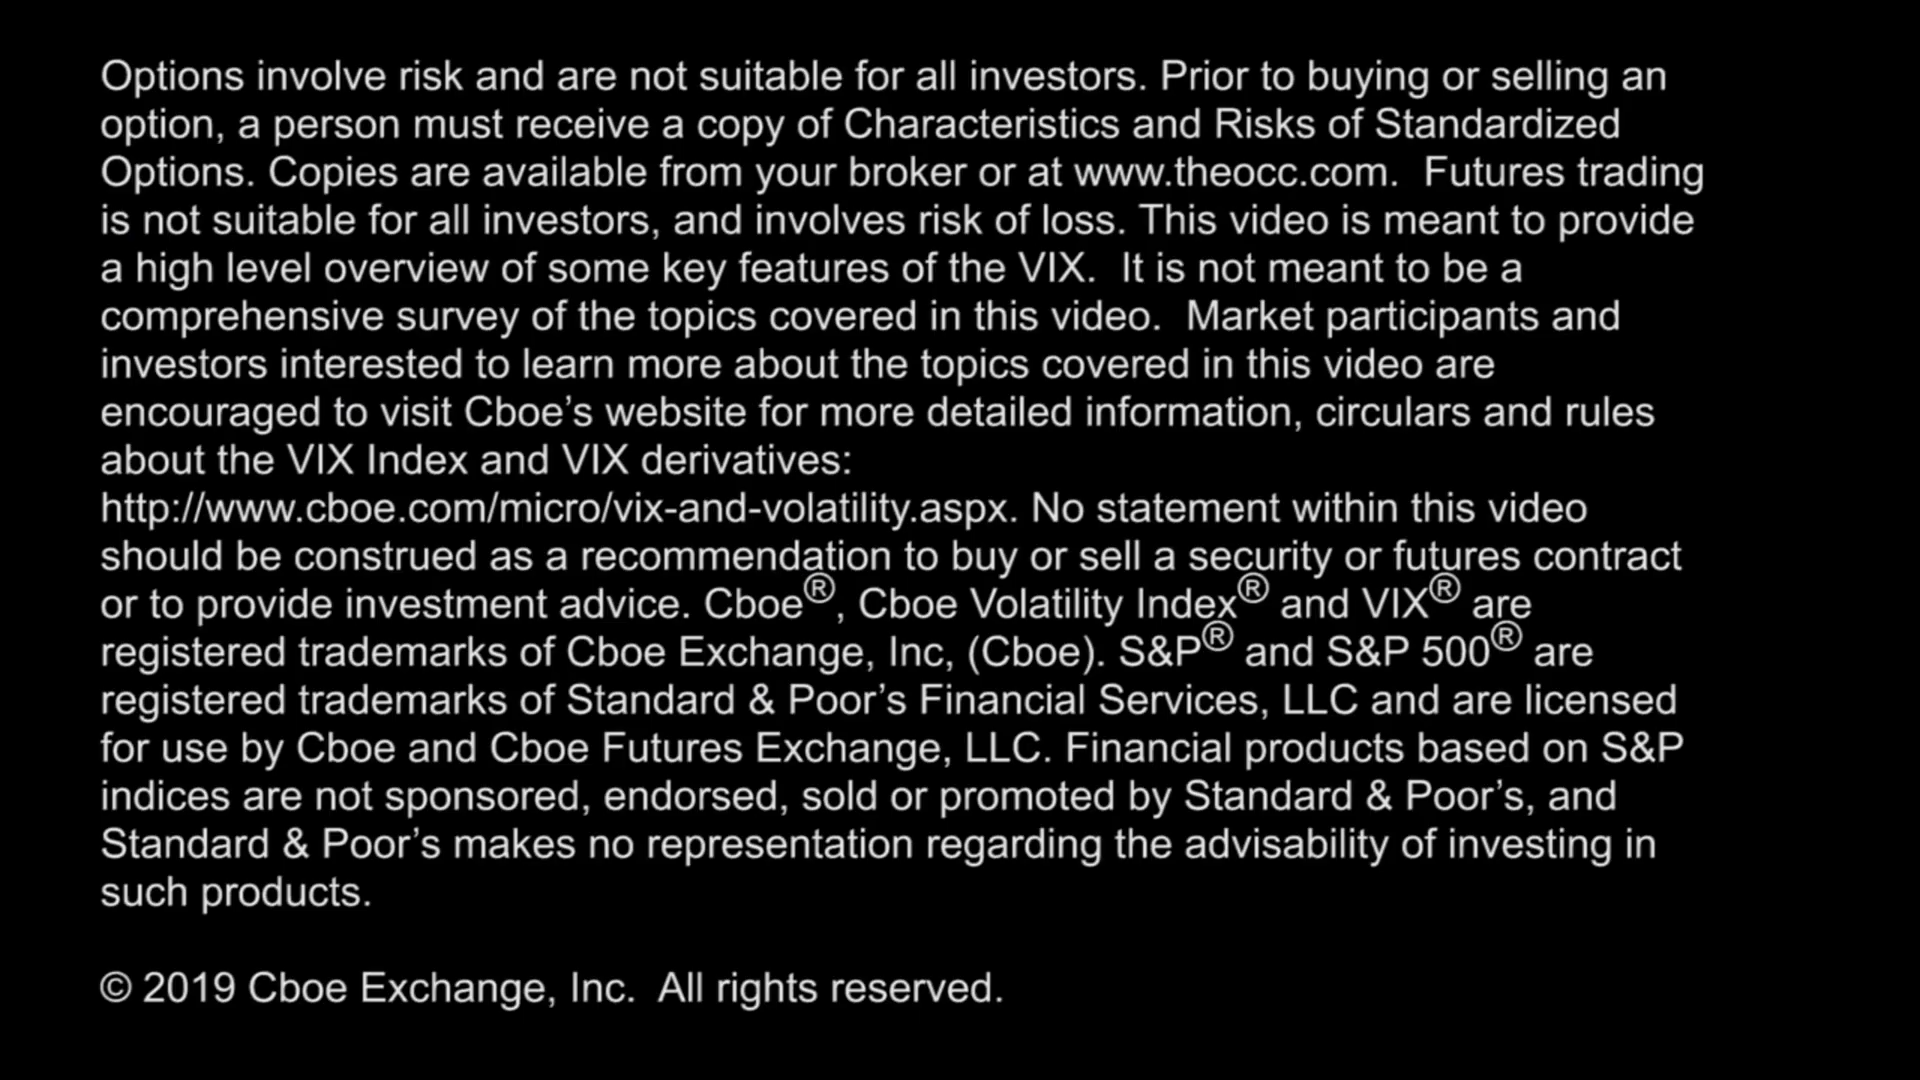 Options involve risk and are not suitable for all investors. Prior to buying or selling an
option, a person must receive a copy of Characteristics and Risks of Standardized
Options. Copies are available from your broker or at www.theocc.com.  Futures trading
is not suitable for all investors, and involves risk of loss. This video is meant to provide
a high level overview of some key features of the VIX.  It is not meant to be a
comprehensive survey of the topics covered in this video.  Market participants and
investors interested to learn more about the topics covered in this video are
encouraged to visit Cboe’s website for more detailed information, circulars and rules
about the VIX Index and VIX derivatives:
http://www.cboe.com/micro/vix-and-volatility.aspx. No statement within this video
should be construed as a recommendation to buy or sell a security or futures contract
or to provide investment advice. Cboe®, Cboe Volatility Index® and VIX® are
registered trademarks of Cboe Exchange, Inc, (Cboe). S&P® and S&P 500® are
registered trademarks of Standard & Poor’s Financial Services, LLC and are licensed
for use by Cboe and Cboe Futures Exchange, LLC. Financial products based on S&P
indices are not sponsored, endorsed, sold or promoted by Standard & Poor’s, and
Standard & Poor’s makes no representation regarding the advisability of investing in
such products.
© 2019 Cboe Exchange, Inc.  All rights reserved.